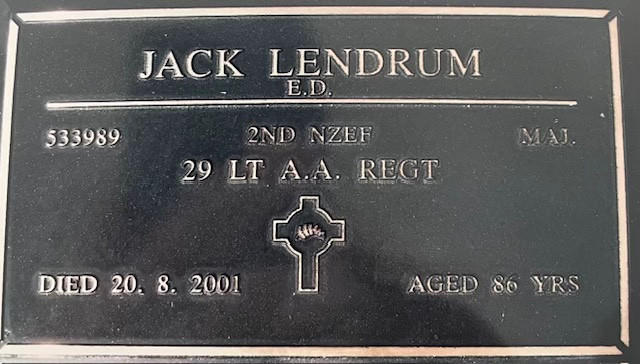 JACK LENDRUM
E.D.
533989 2ND NZEF MAJ.
29 LT A.A. REGT
DIED 20. 8. 2001 AGED 86 YRS